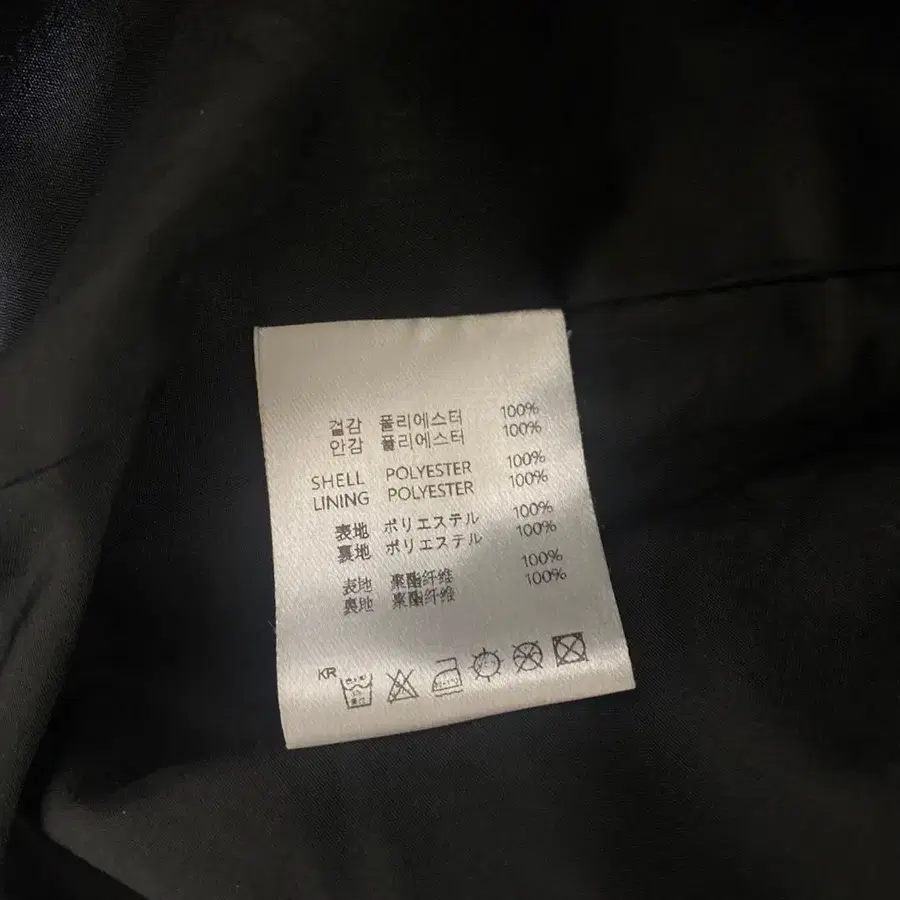 겉감 폴리에스터 100%
안감 폴리에스터 100%
SHELL POLYESTER 100%
LINING POLYESTER 100%
表地 ポリエステル 100%
裏地 ポリエステル 100%
表地 聚酯纤维 100%
裏地 聚酯纤维 100%
KR